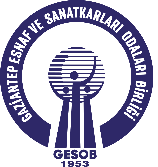 GAZİANTEP ESNAF VE SANATKARLARI ODALARI BİRLİĞİ
GESOB
1953